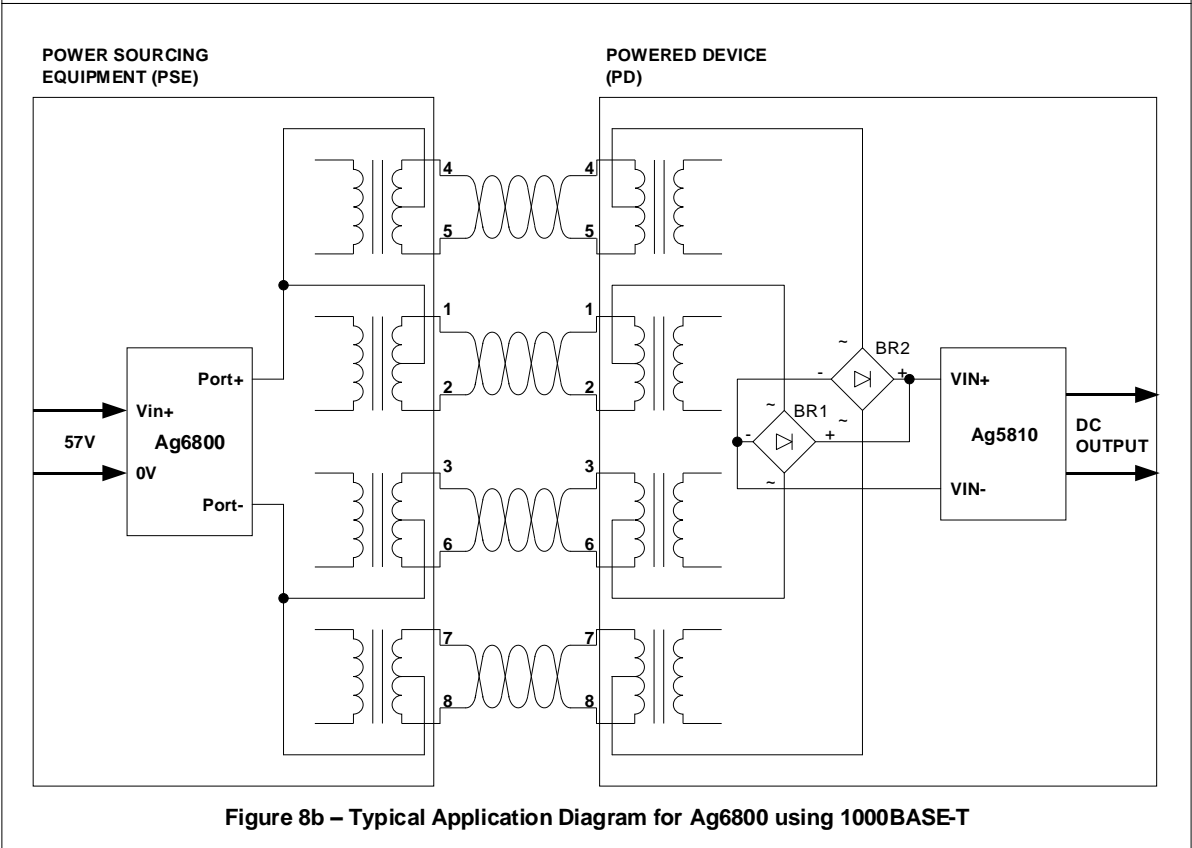 POWER SOURCING
EQUIPMENT (PSE)
POWERED DEVICE
(PD)
4
4
5
5
1
1
2
2
3
3
6
6
7
7
8
8
Port+
Vin+
57V
Ag6800
0V
Port-
~
BR2
-
+
~
~
BR1
-
+
~
VIN+
Ag5810
VIN-
DC
OUTPUT
Figure 8b – Typical Application Diagram for Ag6800 using 1000BASE-T